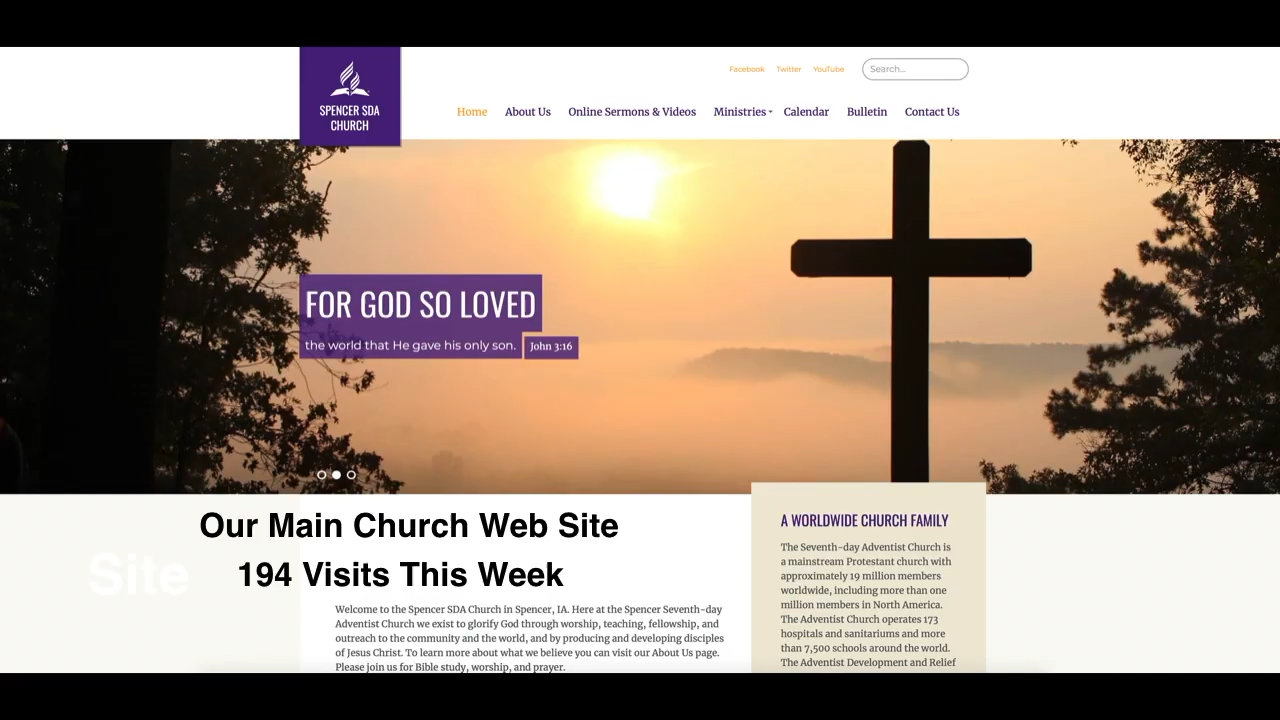 Facebook Twitter YouTube Search...
SPENCER SDA
CHURCH
Home About Us Online Sermons & Videos Ministries Calendar Bulletin Contact Us
FOR GOD SO LOVED
the world that He gave his only son. John 3:16
Our Main Church Web Site
194 Visits This Week
Site
Welcome to the Spencer SDA Church in Spencer, IA. Here at the Spencer Seventh-day
Adventist Church we exist to glorify God through worship, teaching, fellowship, and
outreach to the community and the world, and by producing and developing disciples
of Jesus Christ. To learn more about what we believe you can visit our About Us page.
Please join us for Bible study, worship, and prayer.
A WORLDWIDE CHURCH FAMILY
The Seventh-day Adventist Church is
a mainstream Protestant church with
approximately 19 million members
worldwide, including more than one
million members in North America.
The Adventist Church operates 173
hospitals and sanitariums and more
than 7,500 schools around the world.
The Adventist Development and Relief